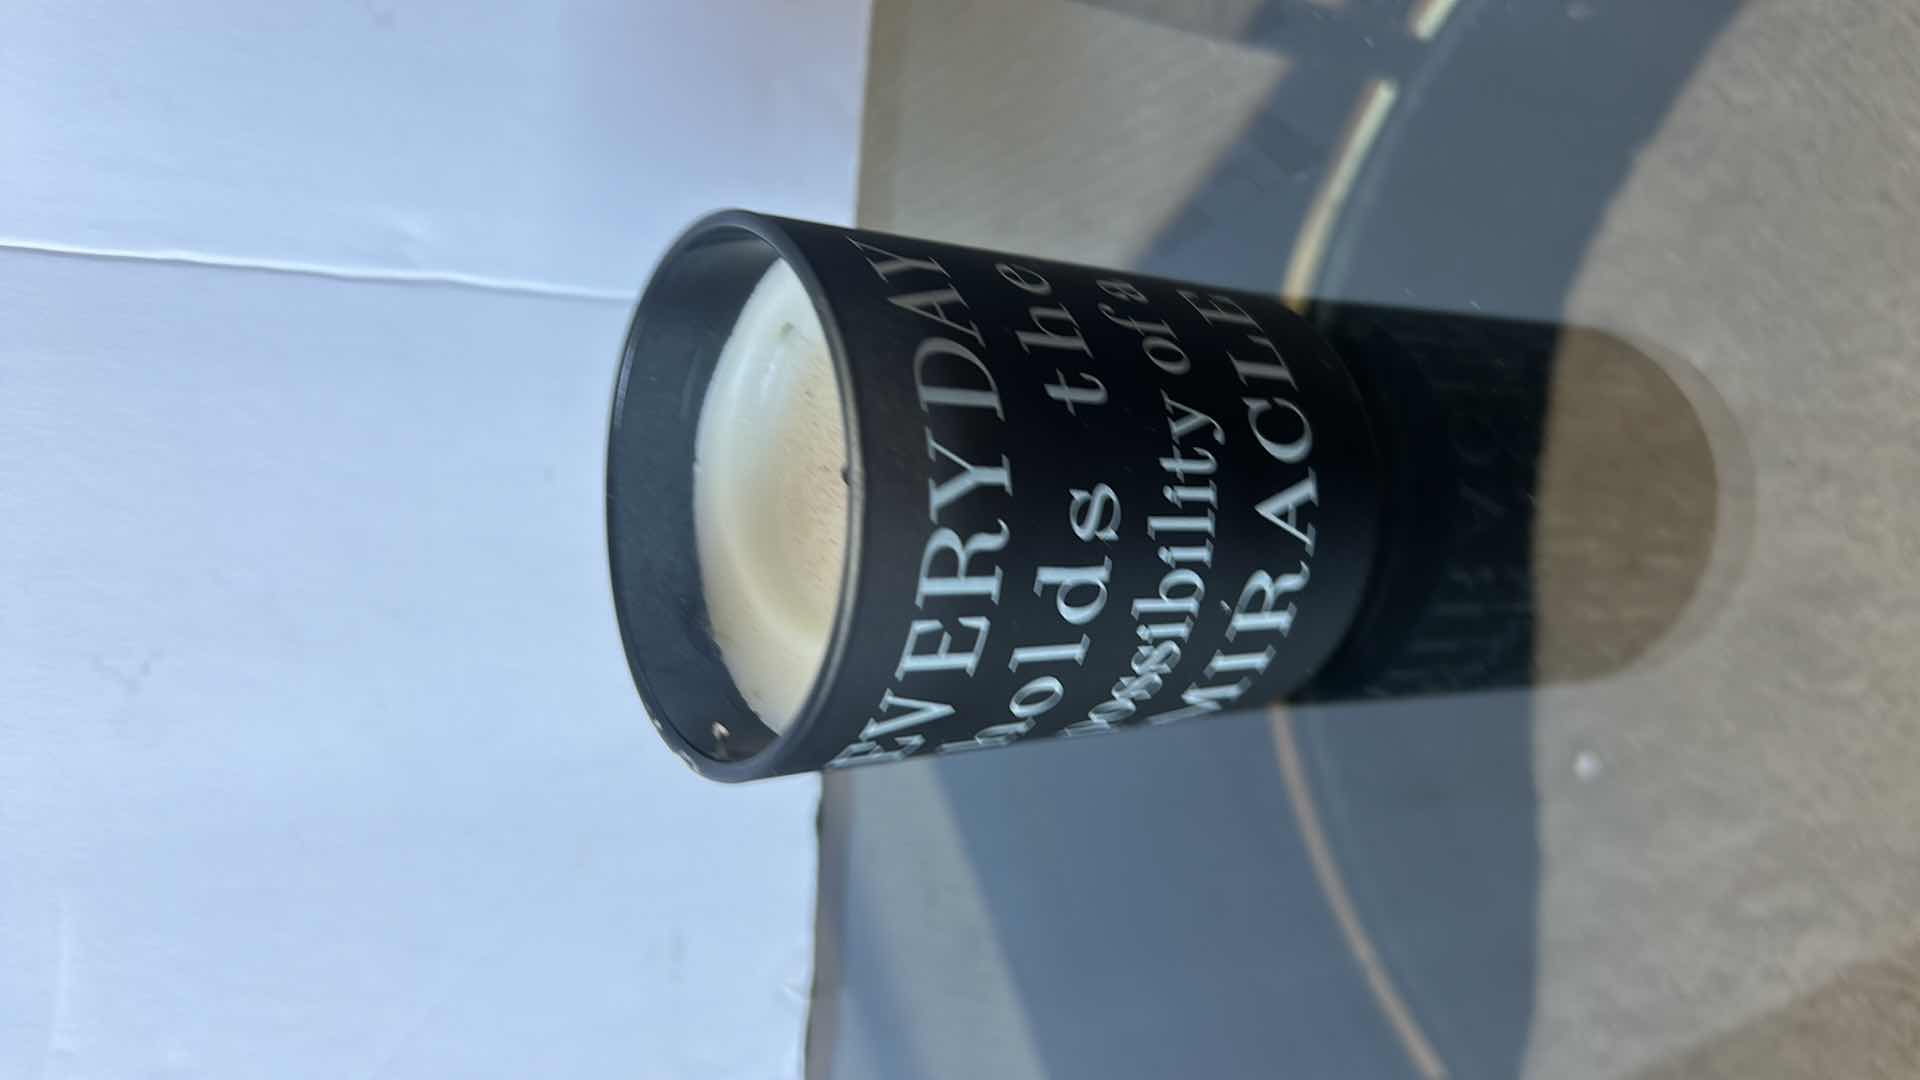 EVERYDAY
holds the
possibility of a
MIRACLE